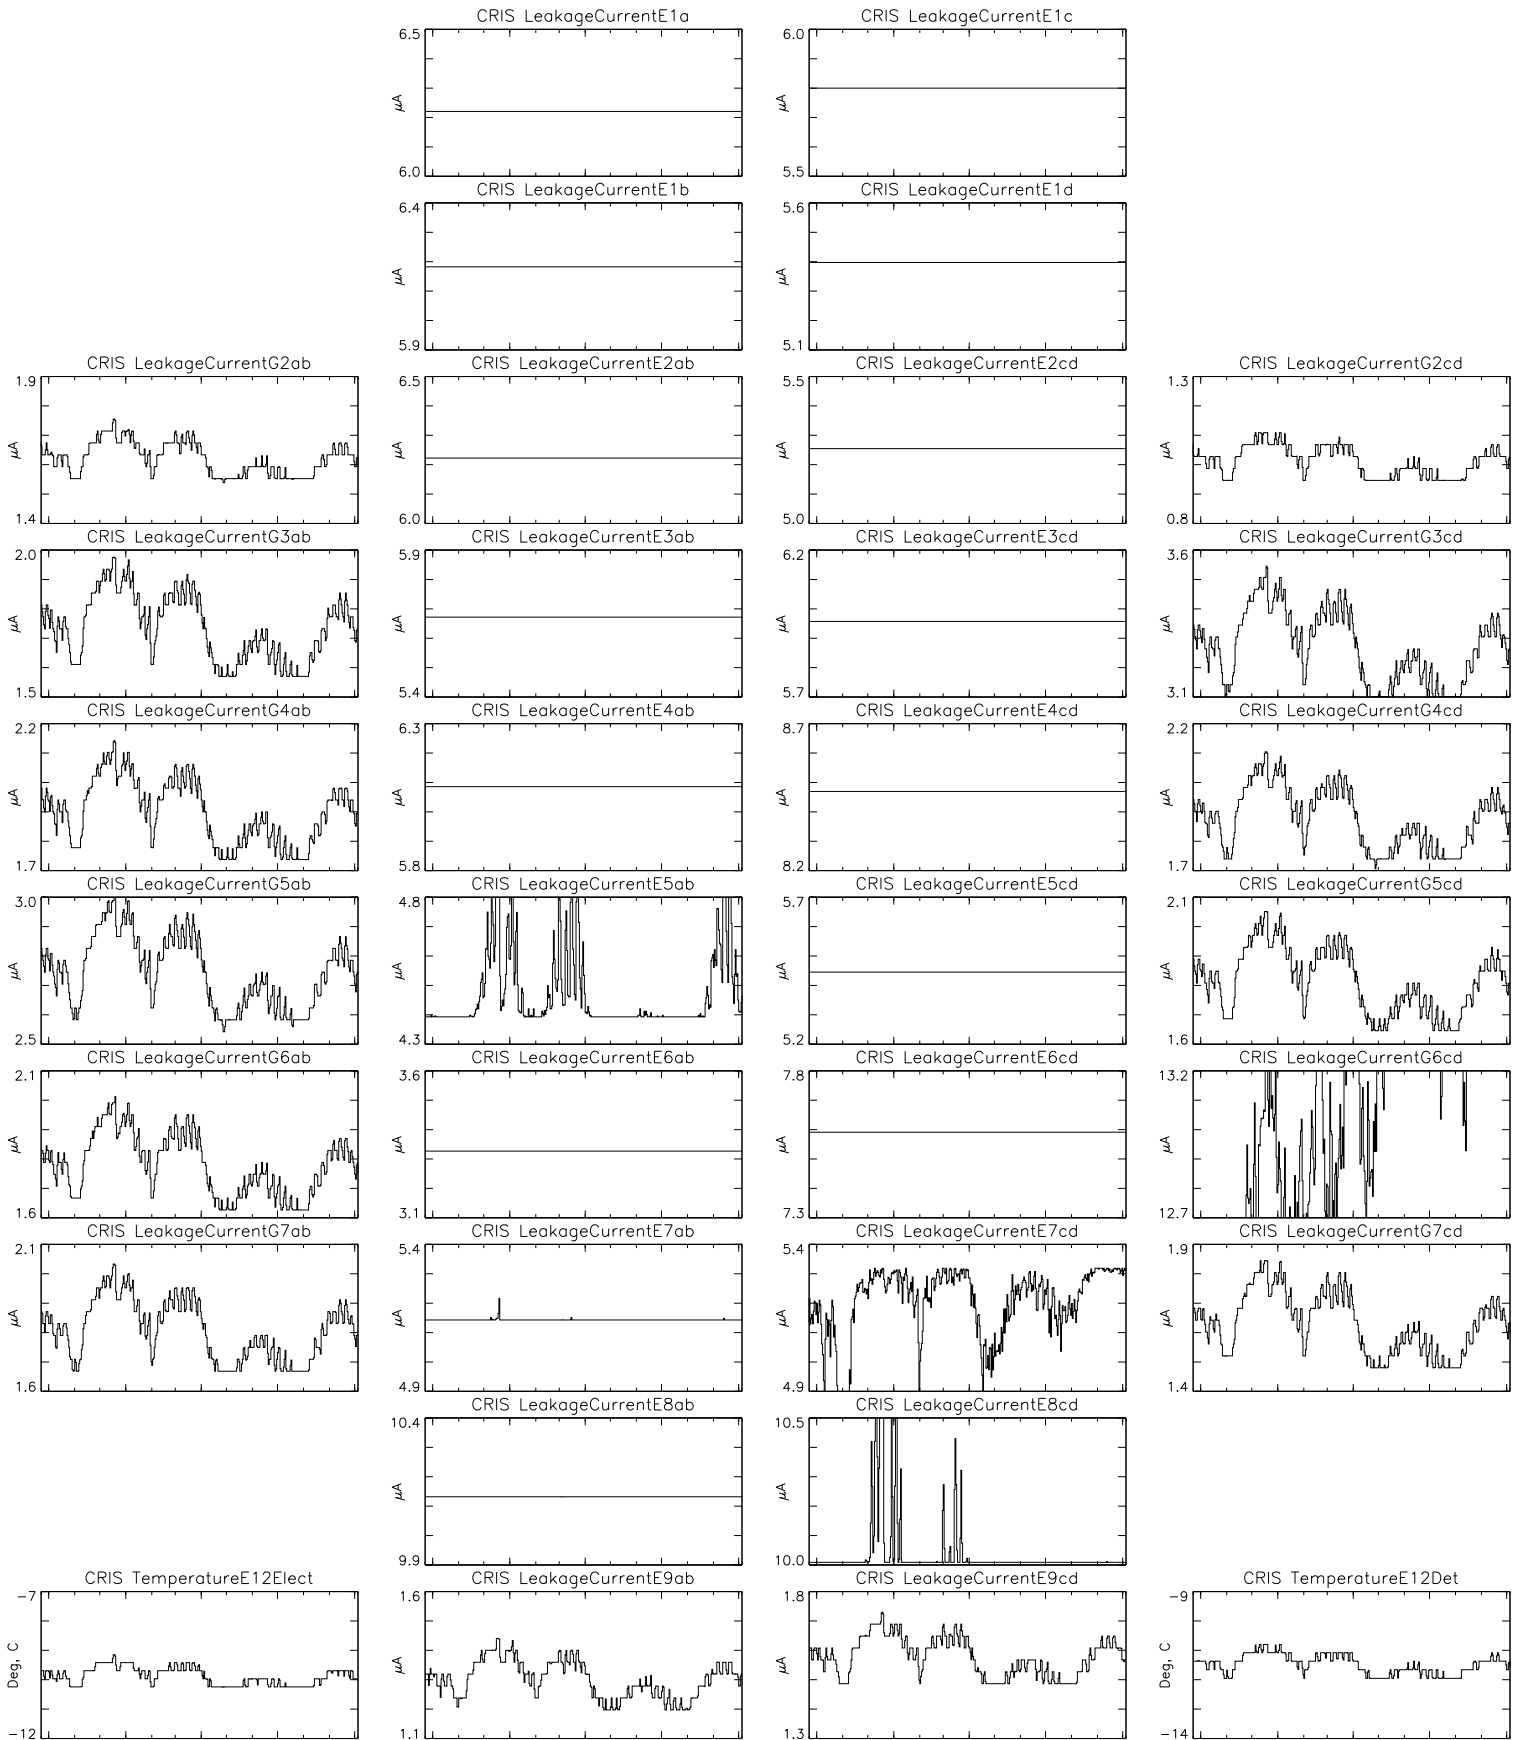 CRIS LeakageCurrentE1a
6.5
μA
6.0
CRIS LeakageCurrentE1c
6.0
μA
5.5
CRIS LeakageCurrentE1b
6.4
μA
5.9
CRIS LeakageCurrentE1d
5.6
μA
5.1
CRIS LeakageCurrentG2ab
1.9
μA
1.4
CRIS LeakageCurrentE2ab
6.5
μA
6.0
CRIS LeakageCurrentE2cd
5.5
μA
5.0
CRIS LeakageCurrentG2cd
1.3
μA
0.8
CRIS LeakageCurrentG3ab
2.0
μA
1.5
CRIS LeakageCurrentE3ab
5.9
μA
5.4
CRIS LeakageCurrentE3cd
6.2
μA
5.7
CRIS LeakageCurrentG3cd
3.6
μA
3.1
CRIS LeakageCurrentG4ab
2.2
μA
1.7
CRIS LeakageCurrentE4ab
6.3
μA
5.8
CRIS LeakageCurrentE4cd
8.7
μA
8.2
CRIS LeakageCurrentG4cd
2.2
μA
1.7
CRIS LeakageCurrentG5ab
3.0
μA
2.5
CRIS LeakageCurrentE5ab
4.8
μA
4.3
CRIS LeakageCurrentE5cd
5.7
μA
5.2
CRIS LeakageCurrentG5cd
2.1
μA
1.6
CRIS LeakageCurrentG6ab
2.1
μA
1.6
CRIS LeakageCurrentE6ab
3.6
μA
3.1
CRIS LeakageCurrentE6cd
7.8
μA
7.3
CRIS LeakageCurrentG6cd
13.2
μA
12.7
CRIS LeakageCurrentG7ab
2.1
μA
1.6
CRIS LeakageCurrentE7ab
5.4
μA
4.9
CRIS LeakageCurrentE7cd
5.4
μA
4.9
CRIS LeakageCurrentG7cd
1.9
μA
1.4
CRIS LeakageCurrentE8ab
10.4
μA
9.9
CRIS LeakageCurrentE8cd
10.5
μA
10.0
CRIS TemperatureE12Elect
-7
Deg, C
-12
CRIS LeakageCurrentE9ab
1.6
μA
1.1
CRIS LeakageCurrentE9cd
1.8
μA
1.3
CRIS TemperatureE12Det
-9
Deg, C
-14